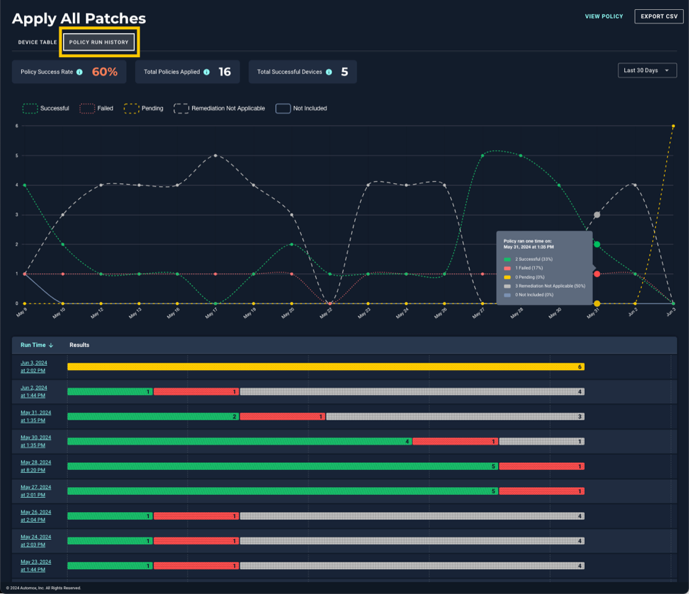 Apply All Patches
VIEW POLICY
EXPORT CSV
DEVICE TABLE
POLICY RUN HISTORY
Policy Success Rate 60%
Total Policies Applied 16
Total Successful Devices 5
Last 30 Days
Successful
Failed
Pending
Remediation Not Applicable
Not Included
6
5
4
3
2
1
0
Policy ran one time on:
May 31, 2024 at 1:35 PM
2 Successful (33%)
1 Failed (17%)
0 Pending (0%)
3 Remediation Not Applicable (50%)
0 Not Included (0%)
May 9
May 10
May 12
May 13
May 16
May 17
May 18
May 20
May 22
May 23
May 24
May 26
May 27
May 28
May 30
May 31
Jun 2
Jun 3
Run Time
Results
Jun 3, 2024
at 2:02 PM
6
Jun 2, 2024
at 1:44 PM
1 1 4
May 31, 2024
at 1:35 PM
2 1 3
May 30, 2024
at 1:35 PM
4 1 1
May 28, 2024
at 8:20 PM
5 1
May 27, 2024
at 2:01 PM
5 1
May 26, 2024
at 2:04 PM
1 1 4
May 24, 2024
at 2:03 PM
1 1 4
May 23, 2024
at 1:44 PM
1 1 4
© 2024 Automox, Inc. All Rights Reserved.